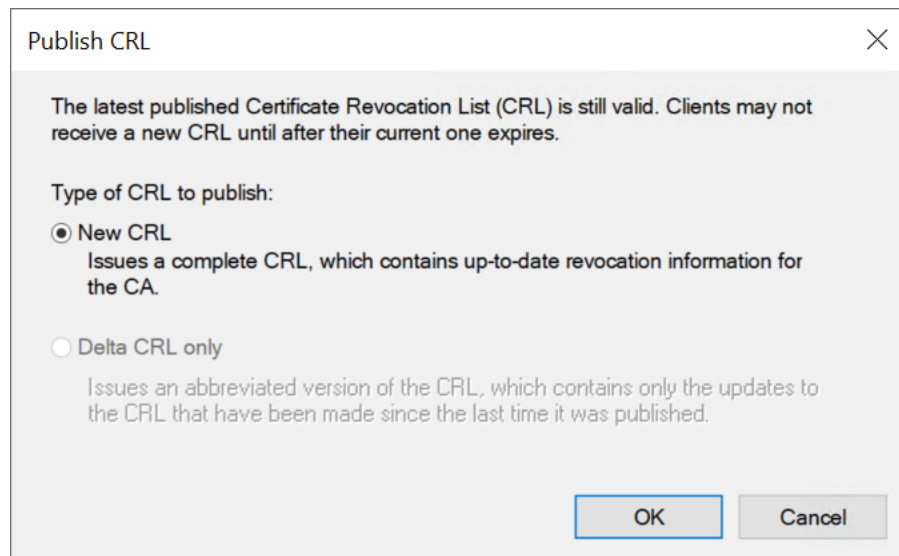 Publish CRL
The latest published Certificate Revocation List (CRL) is still valid. Clients may not
receive a new CRL until after their current one expires.
Type of CRL to publish:
New CRL
Issues a complete CRL, which contains up-to-date revocation information for
the CA.
Delta CRL only
Issues an abbreviated version of the CRL, which contains only the updates to
the CRL that have been made since the last time it was published.
OK
Cancel